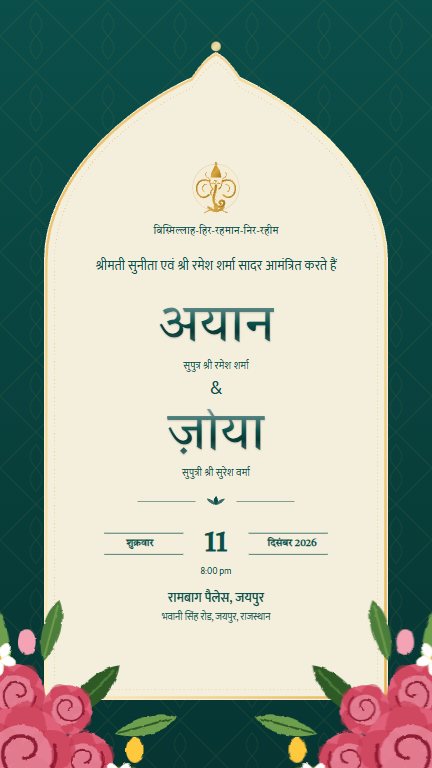 बिस्मिल्लाह-हिर-रहमान-निर-रहीम
श्रीमती सुनीता एवं श्री रमेश शर्मा सादर आमंत्रित करते हैं
अयान
सुपुत्र श्री रमेश शर्मा
&
ज़ोया
सुपुत्री श्री सुरेश वर्मा
शुक्रवार 11 दिसंबर 2026
8:00 pm
रामबाग पैलेस, जयपुर
भवानी सिंह रोड, जयपुर, राजस्थान